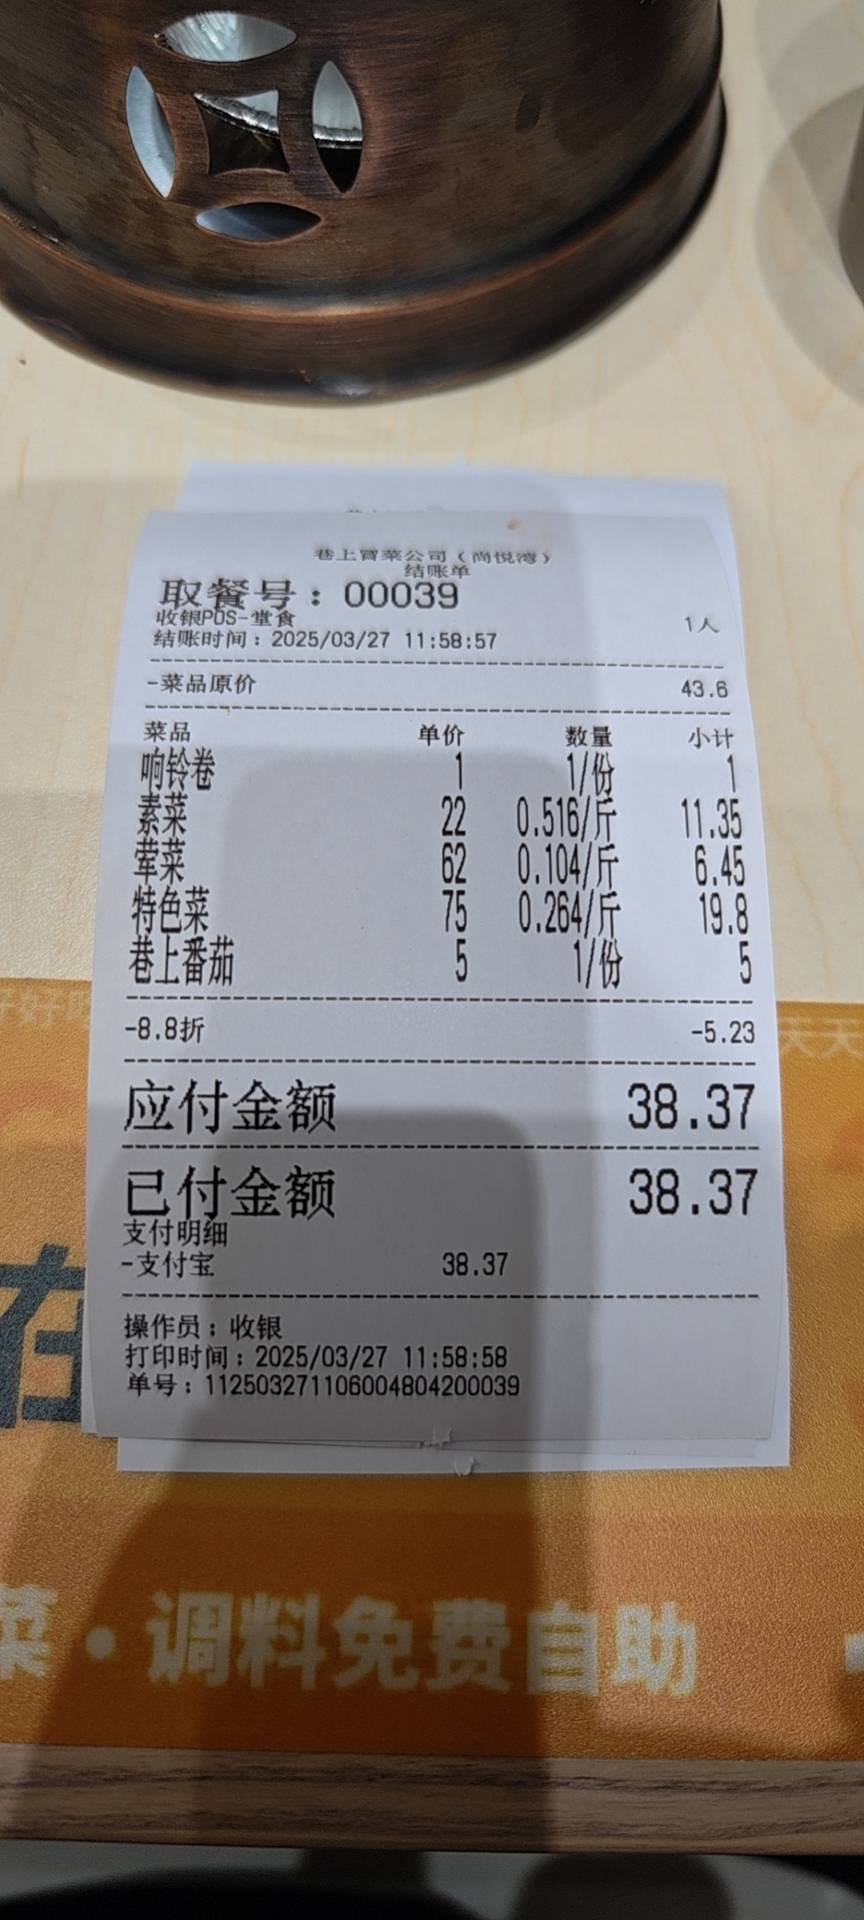 巷上冒菜公司（尚悦湾）
结账单
取餐号：00039
收银POS-堂食 1人
结账时间：2025/03/27 11:58:57
-菜品原价 43.6
菜品 单价 数量 小计
响铃卷 1 1/份 1
素菜 22 0.516/斤 11.35
荤菜 62 0.104/斤 6.45
特色菜 75 0.264/斤 19.8
巷上番茄 5 1/份 5
-8.8折 -5.23
应付金额 38.37
已付金额 38.37
支付明细
-支付宝 38.37
操作员：收银
打印时间：2025/03/27 11:58:58
单号：112503271106004804200039
天天
在
菜·调料免费自助